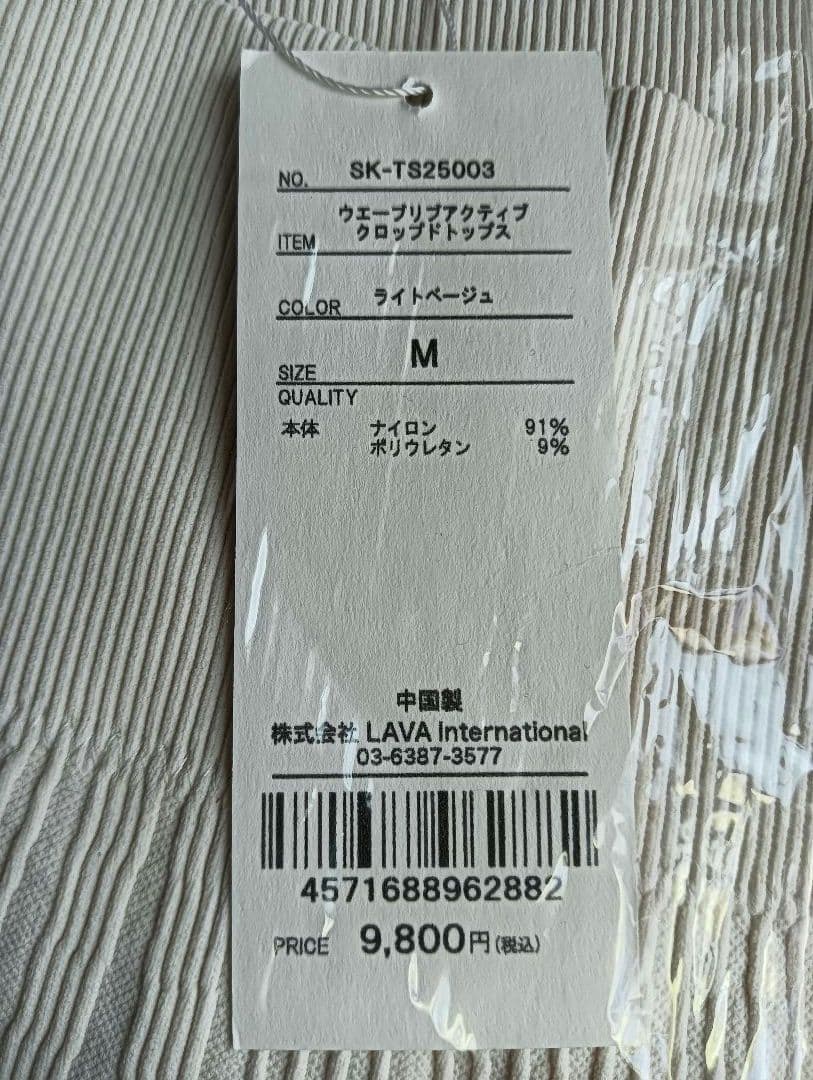 NO. SK-TS25003
ITEM ウエーブリブアクティブ
クロップドトップス
COLOR ライトベージュ
SIZE M
QUALITY
本体 ナイロン 91%
ポリウレタン 9%
中国製
株式会社 LAVA International
03-6387-3577
4571688962882
PRICE 9,800円(税込)